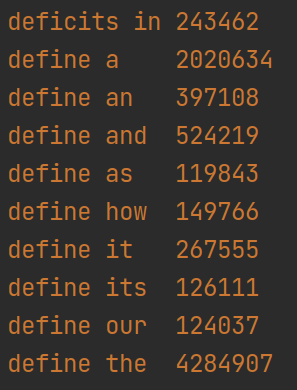 deficits in 243462
define a 2020634
define an 397108
define and 524219
define as 119843
define how 149766
define it 267555
define its 126111
define our 124037
define the 4284907